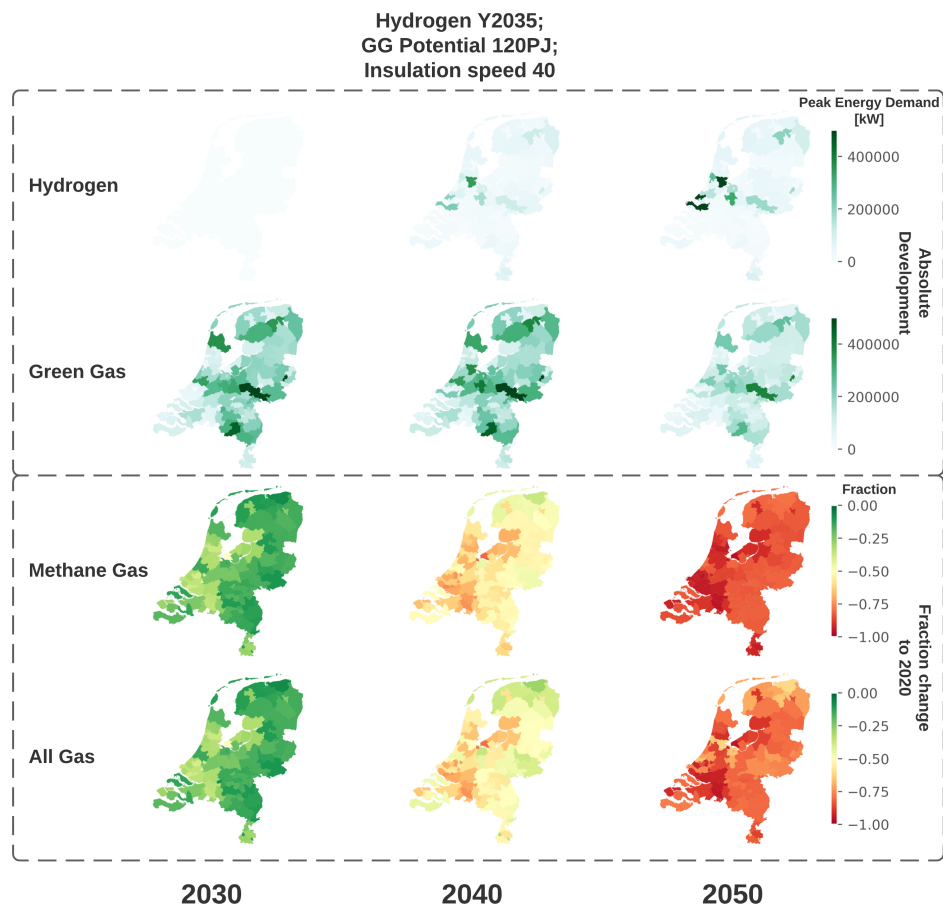 Hydrogen Y2035;
GG Potential 120PJ;
Insulation speed 40
Peak Energy Demand
[kW]
Hydrogen
400000
200000
0
Absolute
Development
Green Gas
400000
200000
0
Fraction
Methane Gas
0.00
−0.25
−0.50
−0.75
−1.00
Fraction change
to 2020
All Gas
0.00
−0.25
−0.50
−0.75
−1.00
2030
2040
2050